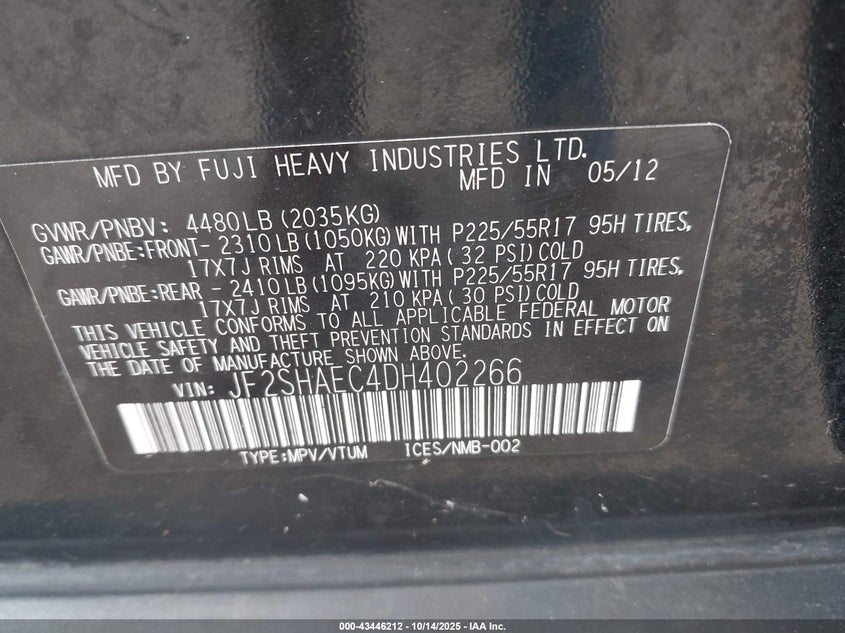 MFD BY FUJI HEAVY INDUSTRIES LTD.
MFD IN 05/12
GVWR/PNBV: 4480LB(2035KG)
GAWR/PNBE:FRONT- 2310LB(1050KG)WITH P225/55R17 95H TIRES,
17X7J RIMS AT 220 KPA( 32 PSI)COLD
GAWR/PNBE:REAR - 2410LB(1095KG)WITH P225/55R17 95H TIRES,
17X7J RIMS AT 210 KPA( 30 PSI)COLD
THIS VEHICLE CONFORMS TO ALL APPLICABLE FEDERAL MOTOR
VEHICLE SAFETY AND THEFT PREVENTION STANDARDS IN EFFECT ON
THE DATE OF MANUFACTURE SHOWN ABOVE.
VIN: JF2SHAEC4DH402266
TYPE:MPV/VTUM ICES/NMB-002
000-43446212 - 10/14/2025 - IAA Inc.